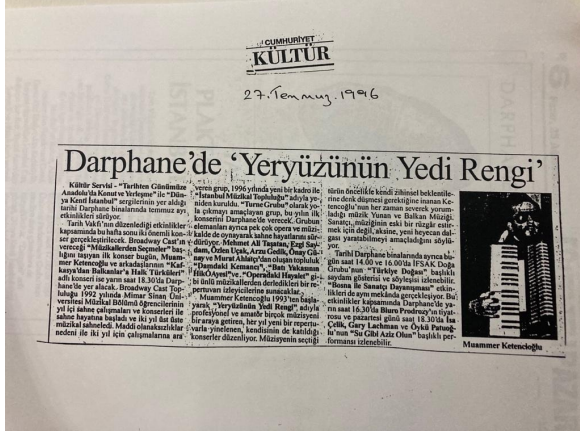 CUMHURİYET
KÜLTÜR
27.Temmuz.1996
Darphane'de 'Yeryüzünün Yedi Rengi'
Kültür Servisi - "Tarihten Günümüze
Anadolu'da Konut ve Yerleşme" ile "Dün-
ya Kenti İstanbul" sergilerinin yer aldığı
tarihi Darphane binalarında temmuz ayı
etkinlikleri sürüyor.
Tarih Vakfı'nın düzenlediği etkinlikler
kapsamında bu hafta sonu iki önemli kon-
ser gerçekleştirilecek. Broadway Cast'ın
vereceği "Müzikallerden Seçmeler" baş-
lığını taşıyan ilk konser bugün, Muam-
mer Ketencoğlu ve arkadaşlarının "Kaf-
kasya'dan Balkanlar'a Halk Türküleri"
adlı konseri ise yarın saat 18.30'da Darp-
hane'de yer alacak. Broadway Cast Top-
luluğu 1992 yılında Mimar Sinan Üni-
versitesi Müzikal Bölümü öğrencilerinin
yıl içi sahne çalışmaları ve konserleri ile
sahne hayatına başladı ve iki yıl üst üste
müzikal sahneledi. Maddi olanaksızlıklar
nedeni ile iki yıl için çalışmalarına ara
veren grup, 1996 yılında yeni bir kadro ile
"İstanbul Müzikal Topluluğu" adıyla ye-
niden kuruldu. "Turne Grubu" olarak yo-
la çıkmayı amaçlayan grup, bu yılın ilk
konserini Darphane'de verecek. Grubun
elemanları ayrıca pek çok opera ve müzi-
kalde de oynayarak sahne hayatlarını sür-
dürüyor. Mehmet Ali Taşatan, Ezgi Say-
dam, Özlen Uçak, Arzu Gedik, Onay Gü-
nay ve Murat Ahlatçı'dan oluşan topluluk
"Damdaki Kemancı", "Batı Yakasının
Hikâyesi" ve "Operadaki Hayalet" gi-
bi ünlü müzikallerden derledikleri bir re-
pertuvarı izleyicilerine sunacaklar.
Muammer Ketencoğlu 1993'ten başla-
yarak "Yeryüzünün Yedi Rengi", adıyla
profesyonel ve amatör birçok müzisyeni
bir araya getiren, her yıl yeni bir repertu-
varla yinelenen, kendisinin de katıldığı
konserler düzenliyor. Müzisyenin seçtiği
türün öncelikle kendi zihinsel beklentile-
rine denk düşmesi gerektiğine inanan Ke-
tencoğlu'nun her zaman severek yorum-
ladığı müzik Yunan ve Balkan Müziği.
Sanatçı, müziğinin eski bir rüzgar estir-
mek için değil, aksine, yeni heyecan dal-
gası yaratabilmeyi amaçladığını söylü-
yor.
Tarihi Darphane binalarında ayrıca bu-
gün saat 14.00 ve 16.00'da İFSAK Doğa
Grubu'nun "Türkiye Doğası" başlıklı
saydam gösterisi ve söyleşisi izlenebilir.
"Bosna ile Sanatçı Dayanışması" etkin-
likleri de aynı mekânda gerçekleşiyor. Bu
etkinlikler kapsamında Darphane'de ya-
rın saat 16.30'da Biuro Prodrozy'ın tiyat-
rosu ve pazartesi günü saat 18.30'da İsa
Çelik, Gary Lachman ve Öykü Patuoğ-
lu'nun "Su Gibi Aziz Olun" başlıklı per-
formansı izlenebilir.
Muammer Ketencioğlu